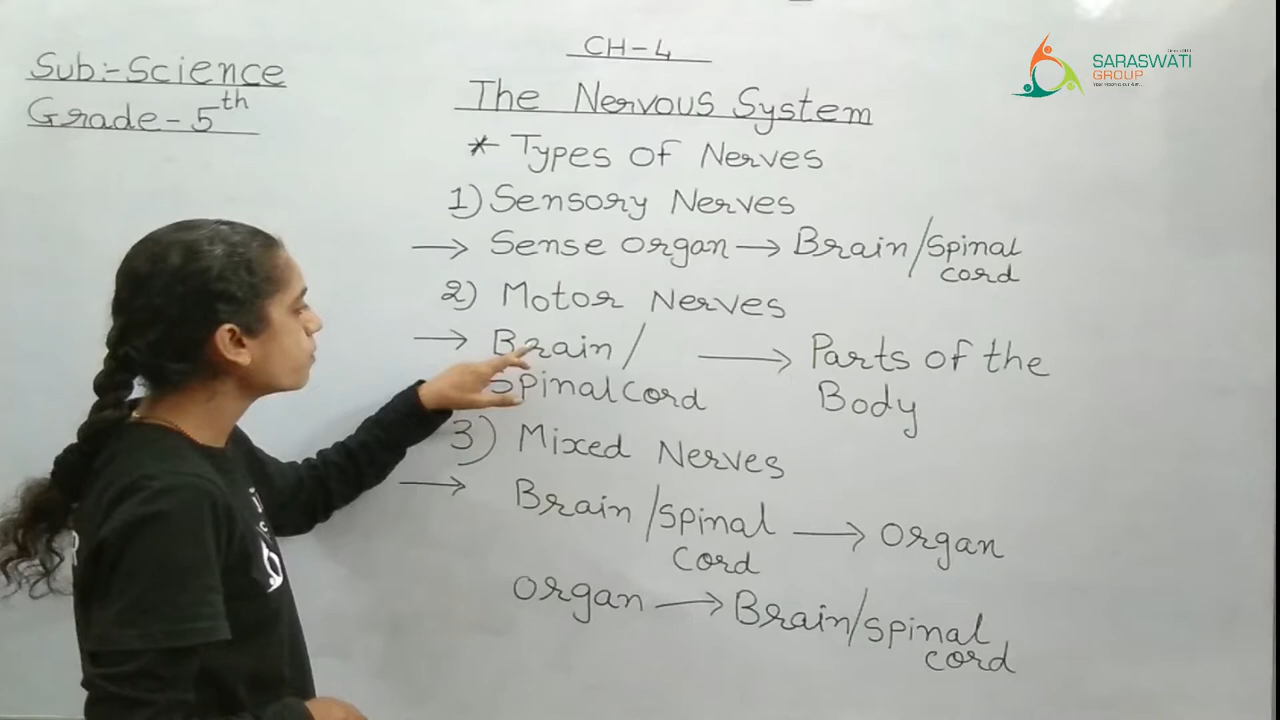 CH-4
Sub:- Science
Grade - 5th
The Nervous System
* Types of Nerves
1) Sensory Nerves
→ Sense organ → Brain/spinal
cord
2) Motor Nerves
→ Brain/ → Parts of the
Spinal cord Body
3) Mixed Nerves
→ Brain/spinal → organ
cord
organ → Brain/spinal
cord
SARASWATI
GROUP